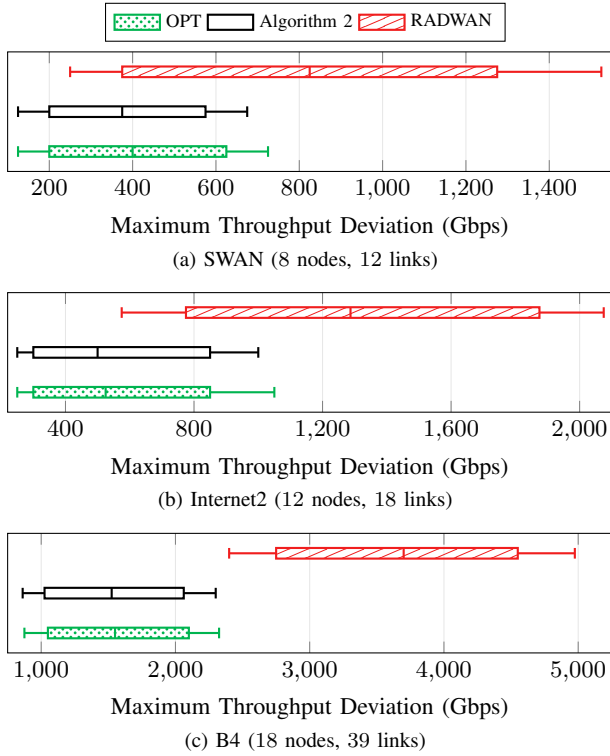 OPT Algorithm 2 RADWAN
200 400 600 800 1,000 1,200 1,400
Maximum Throughput Deviation (Gbps)
(a) SWAN (8 nodes, 12 links)
400 800 1,200 1,600 2,000
Maximum Throughput Deviation (Gbps)
(b) Internet2 (12 nodes, 18 links)
1,000 2,000 3,000 4,000 5,000
Maximum Throughput Deviation (Gbps)
(c) B4 (18 nodes, 39 links)